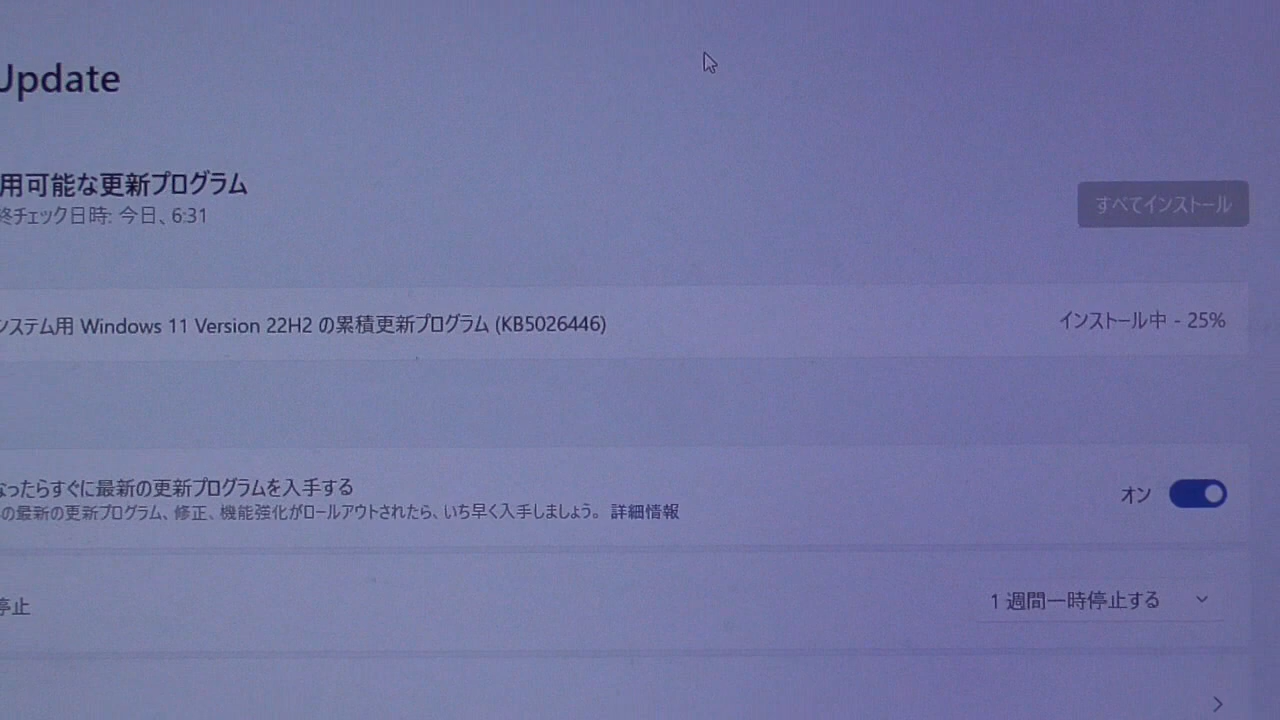 Update
用可能な更新プログラム
終チェック日時: 今日、6:31
すべてインストール
システム用 Windows 11 Version 22H2 の累積更新プログラム (KB5026446)
インストール中 - 25%
なったらすぐに最新の更新プログラムを入手する
の最新の更新プログラム、修正、機能強化がロールアウトされたら、いち早く入手しましょう。 詳細情報
オン
停止
1 週間一時停止する